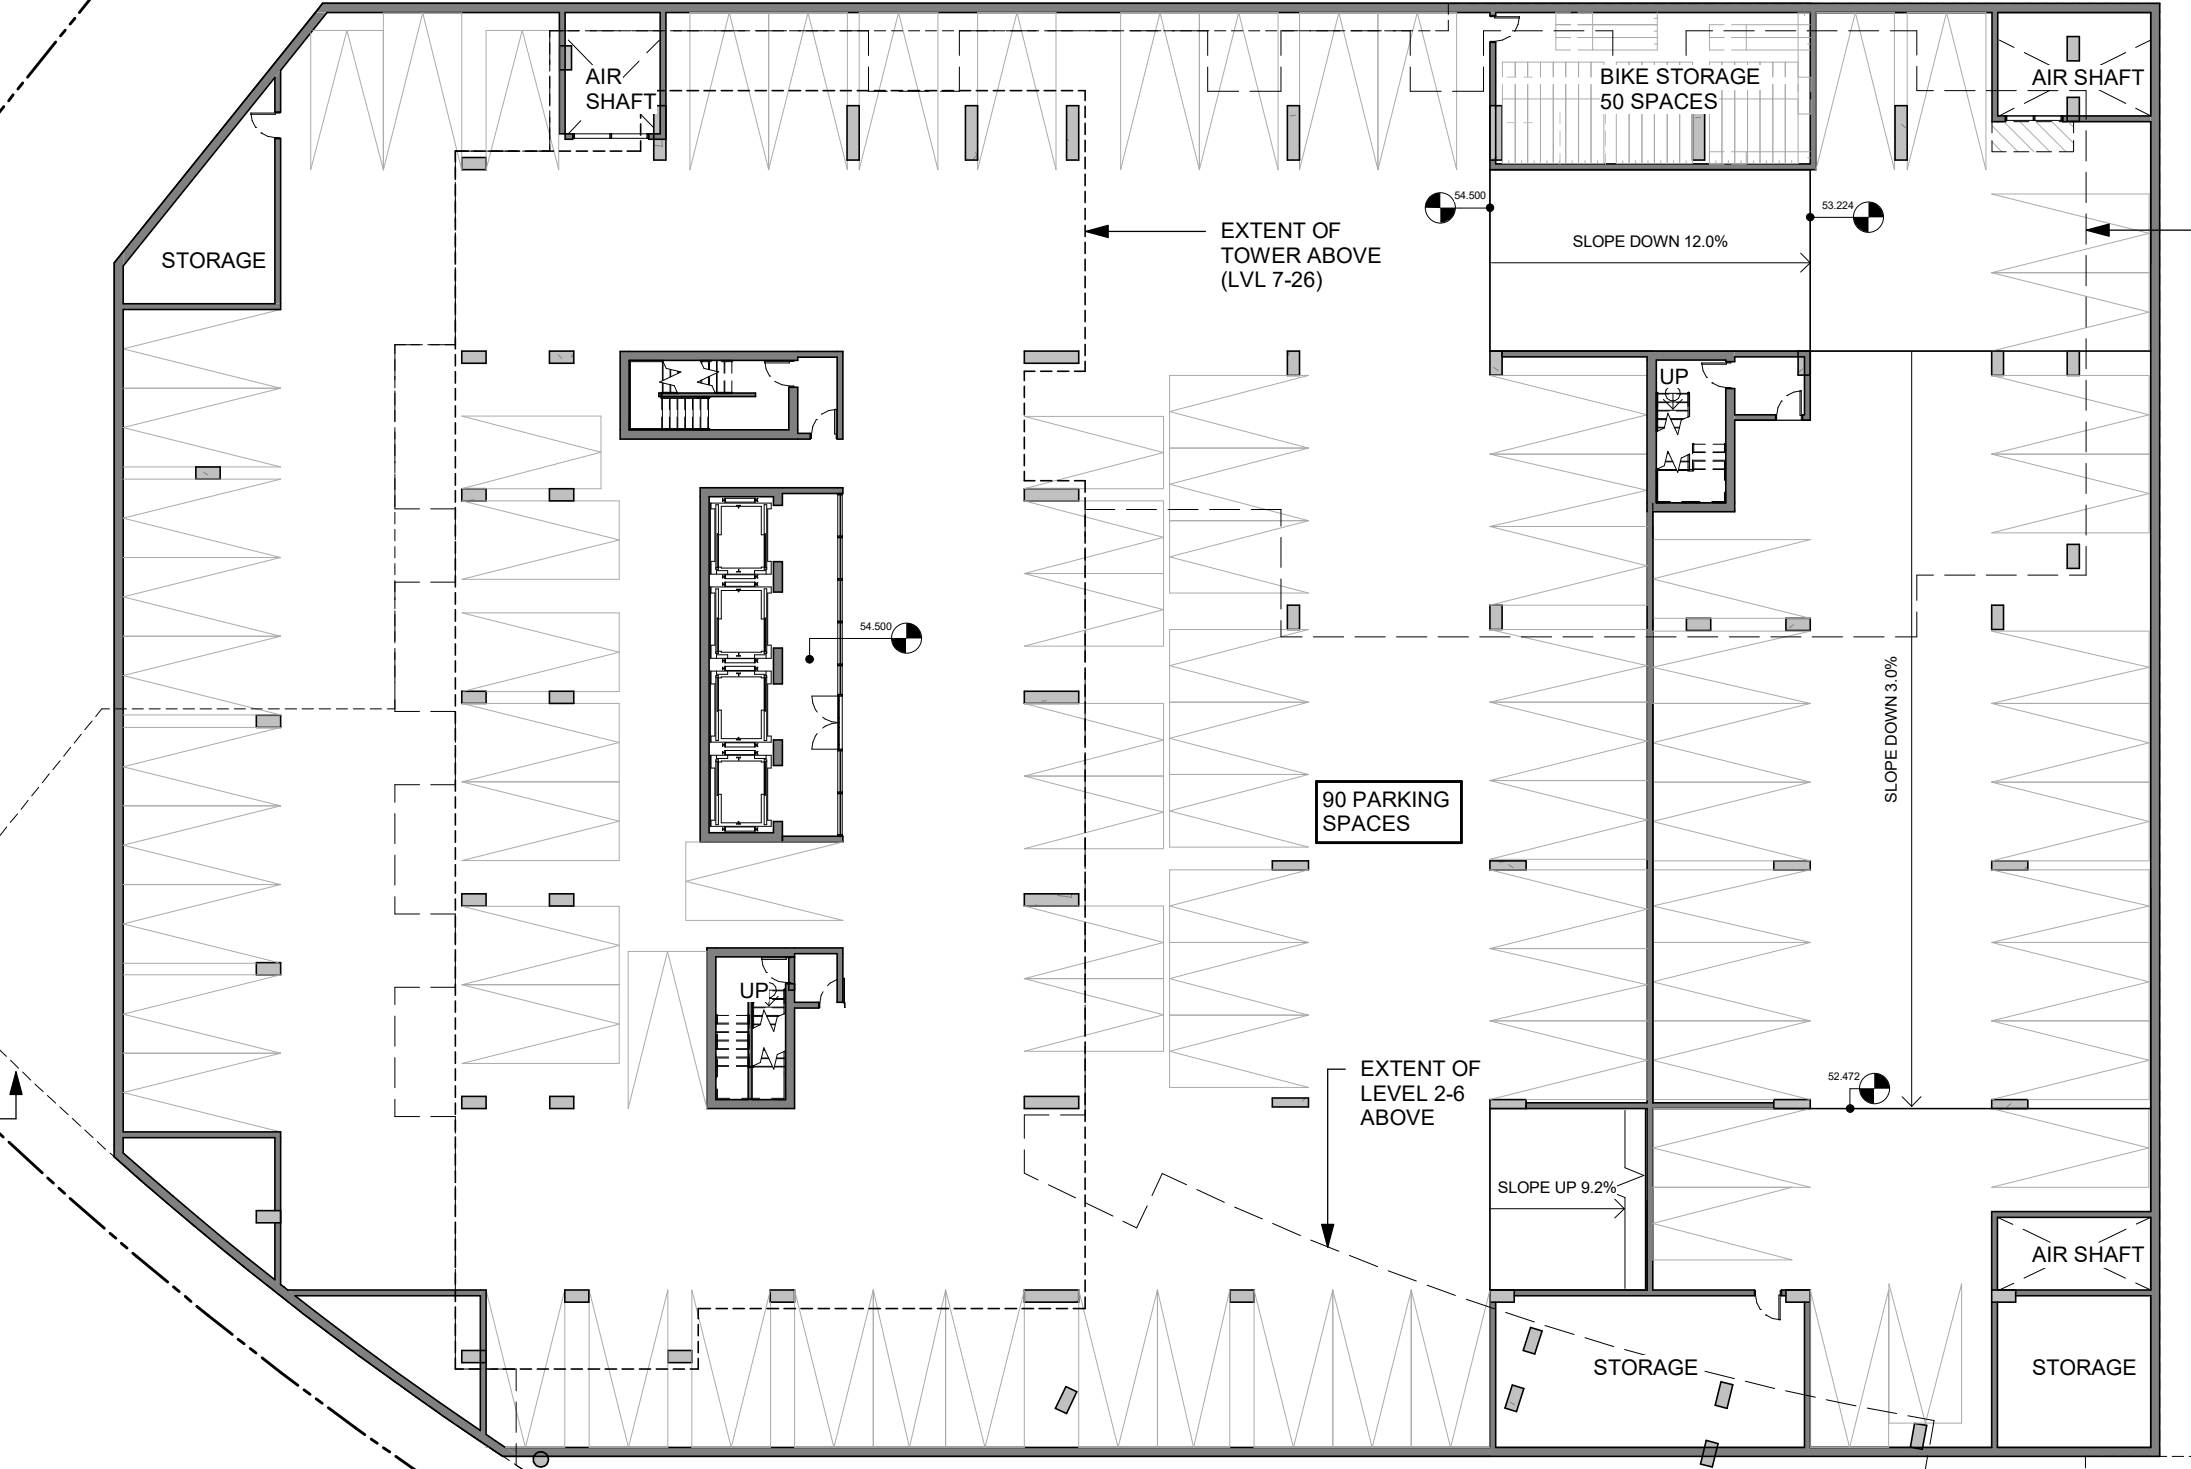 AIR
SHAFT
BIKE STORAGE
50 SPACES
AIR SHAFT
54.500
53.224
EXTENT OF
TOWER ABOVE
(LVL 7-26)
SLOPE DOWN 12.0%
STORAGE
UP
54.500
SLOPE DOWN 3.0%
90 PARKING
SPACES
UP
EXTENT OF
LEVEL 2-6
ABOVE
52.472
SLOPE UP 9.2%
AIR SHAFT
STORAGE
STORAGE